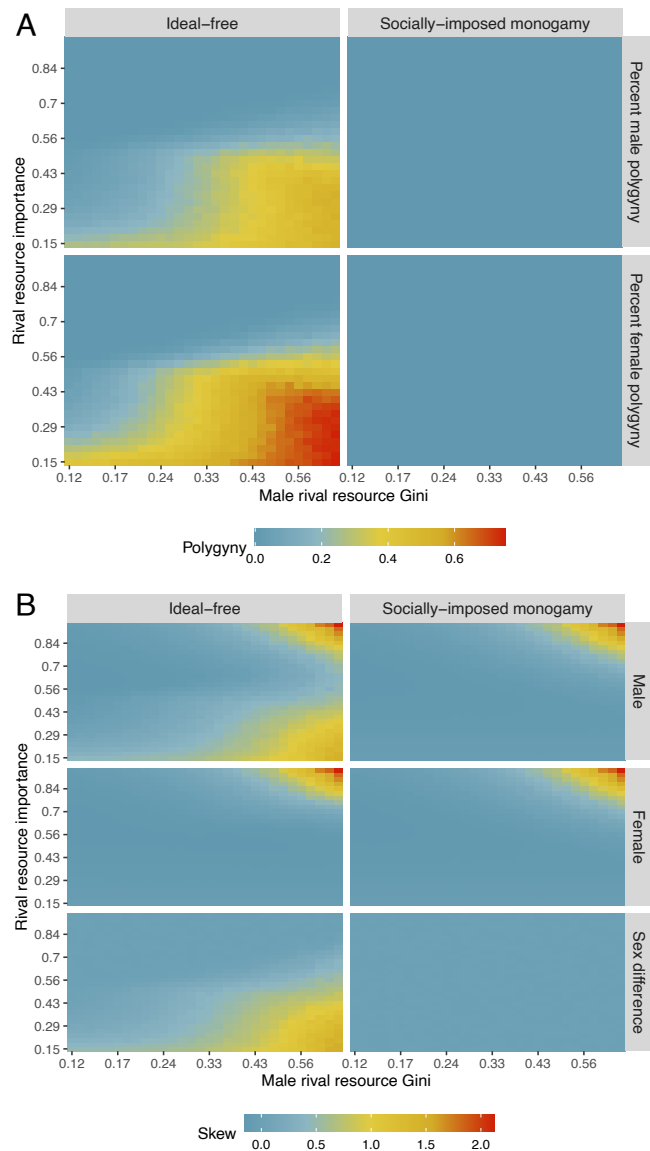 A
Ideal−free
Socially−imposed monogamy
0.84
0.7
0.56
0.43
0.29
0.15
Percent male polygyny
Rival resource importance
0.84
0.7
0.56
0.43
0.29
0.15
Percent female polygyny
0.12 0.17 0.24 0.33 0.43 0.56 0.12 0.17 0.24 0.33 0.43 0.56
Male rival resource Gini
Polygyny
0.0 0.2 0.4 0.6
B
Ideal−free
Socially−imposed monogamy
0.84
0.7
0.56
0.43
0.29
0.15
Male
Rival resource importance
0.84
0.7
0.56
0.43
0.29
0.15
Female
0.84
0.7
0.56
0.43
0.29
0.15
Sex difference
0.12 0.17 0.24 0.33 0.43 0.56 0.12 0.17 0.24 0.33 0.43 0.56
Male rival resource Gini
Skew
0.0 0.5 1.0 1.5 2.0